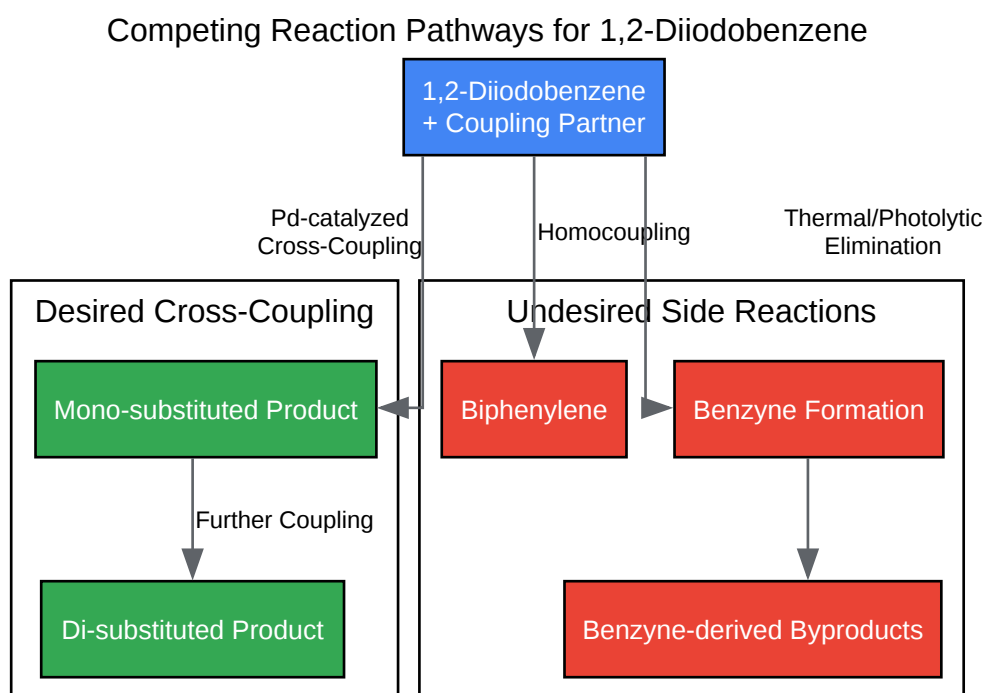 Competing Reaction Pathways for 1,2-Diiodobenzene
1,2-Diiodobenzene
+ Coupling Partner
Pd-catalyzed
Cross-Coupling
Homocoupling
Thermal/Photolytic
Elimination
Desired Cross-Coupling
Undesired Side Reactions
Mono-substituted Product
Biphenylene
Benzyne Formation
Further Coupling
Di-substituted Product
Benzyne-derived Byproducts